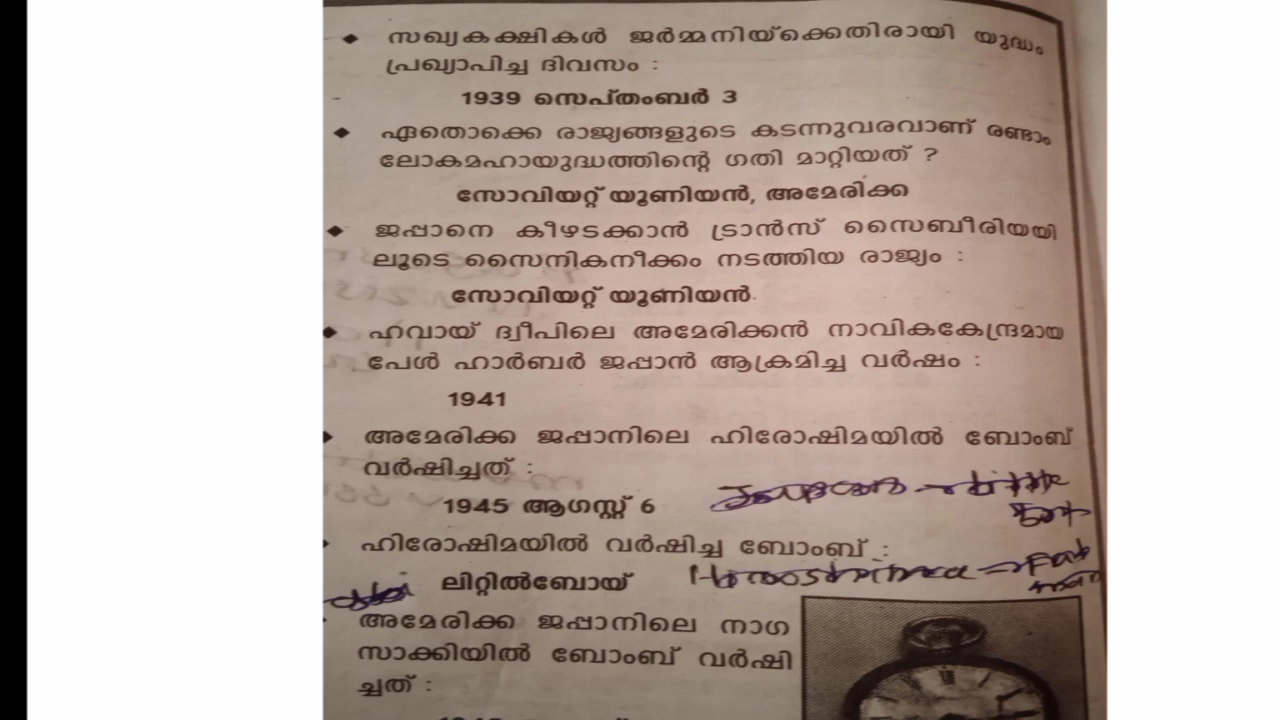 ◆ സഖ്യകക്ഷികൾ ജർമ്മനിയ്ക്കെതിരായി യുദ്ധം
പ്രഖ്യാപിച്ച ദിവസം :
- 1939 സെപ്തംബർ 3
◆ ഏതൊക്കെ രാജ്യങ്ങളുടെ കടന്നുവരവാണ് രണ്ടാം
ലോകമഹായുദ്ധത്തിന്റെ ഗതി മാറ്റിയത് ?
സോവിയറ്റ് യൂണിയൻ, അമേരിക്ക
◆ ജപ്പാനെ കീഴടക്കാൻ ട്രാൻസ് സൈബീരിയയി
ലൂടെ സൈനികനീക്കം നടത്തിയ രാജ്യം :
സോവിയറ്റ് യൂണിയൻ
◆ ഹവായ് ദ്വീപിലെ അമേരിക്കൻ നാവികകേന്ദ്രമായ
പേൾ ഹാർബർ ജപ്പാൻ ആക്രമിച്ച വർഷം :
1941
അമേരിക്ക ജപ്പാനിലെ ഹിരോഷിമയിൽ ബോംബ്
വർഷിച്ചത് :
1945 ആഗസ്റ്റ് 6
ഹിരോഷിമയിൽ വർഷിച്ച ബോംബ് :
ലിറ്റിൽബോയ്
അമേരിക്ക ജപ്പാനിലെ നാഗ
സാക്കിയിൽ ബോംബ് വർഷി
ച്ചത് :